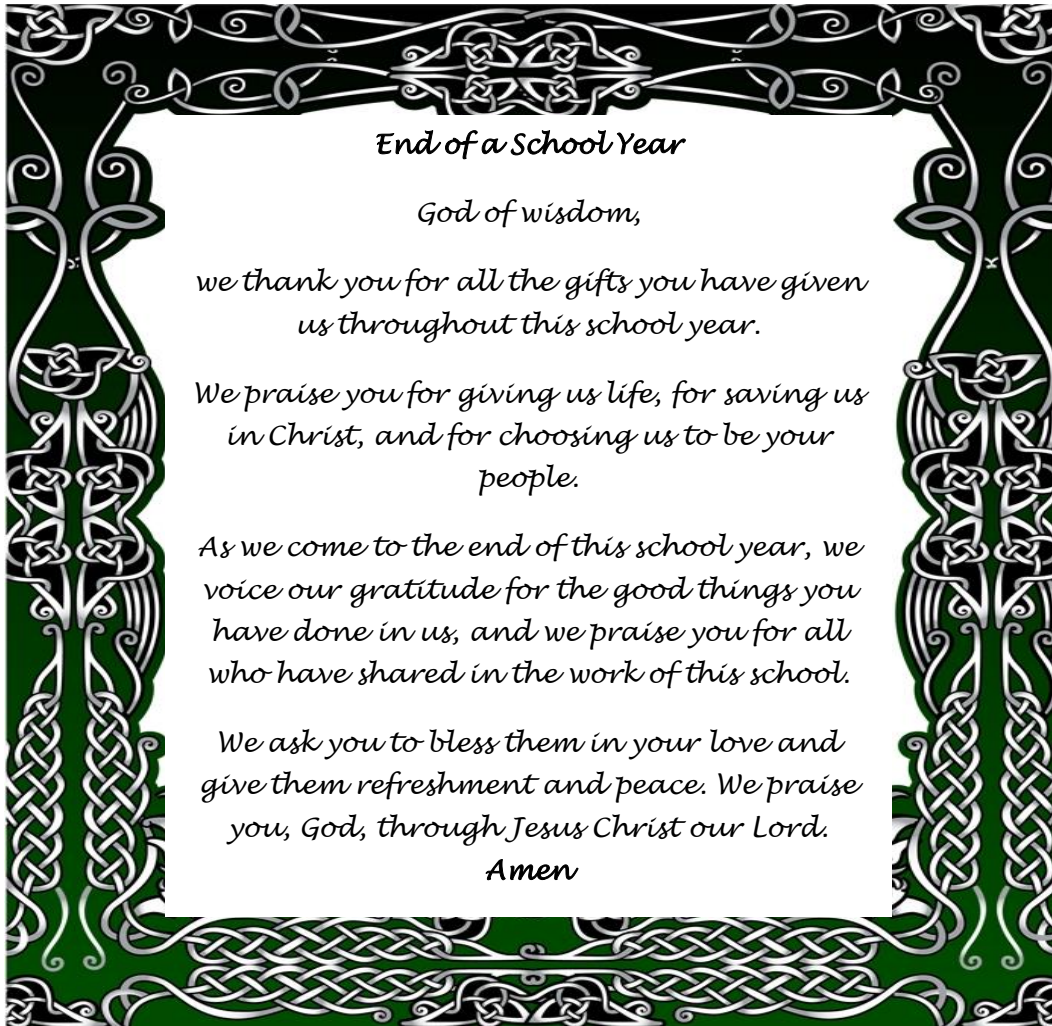 End of a School Year
God of wisdom,
we thank you for all the gifts you have given
us throughout this school year.
We praise you for giving us life, for saving us
in Christ, and for choosing us to be your
people.
As we come to the end of this school year, we
voice our gratitude for the good things you
have done in us, and we praise you for all
who have shared in the work of this school.
We ask you to bless them in your love and
give them refreshment and peace. We praise
you, God, through Jesus Christ our Lord.
Amen